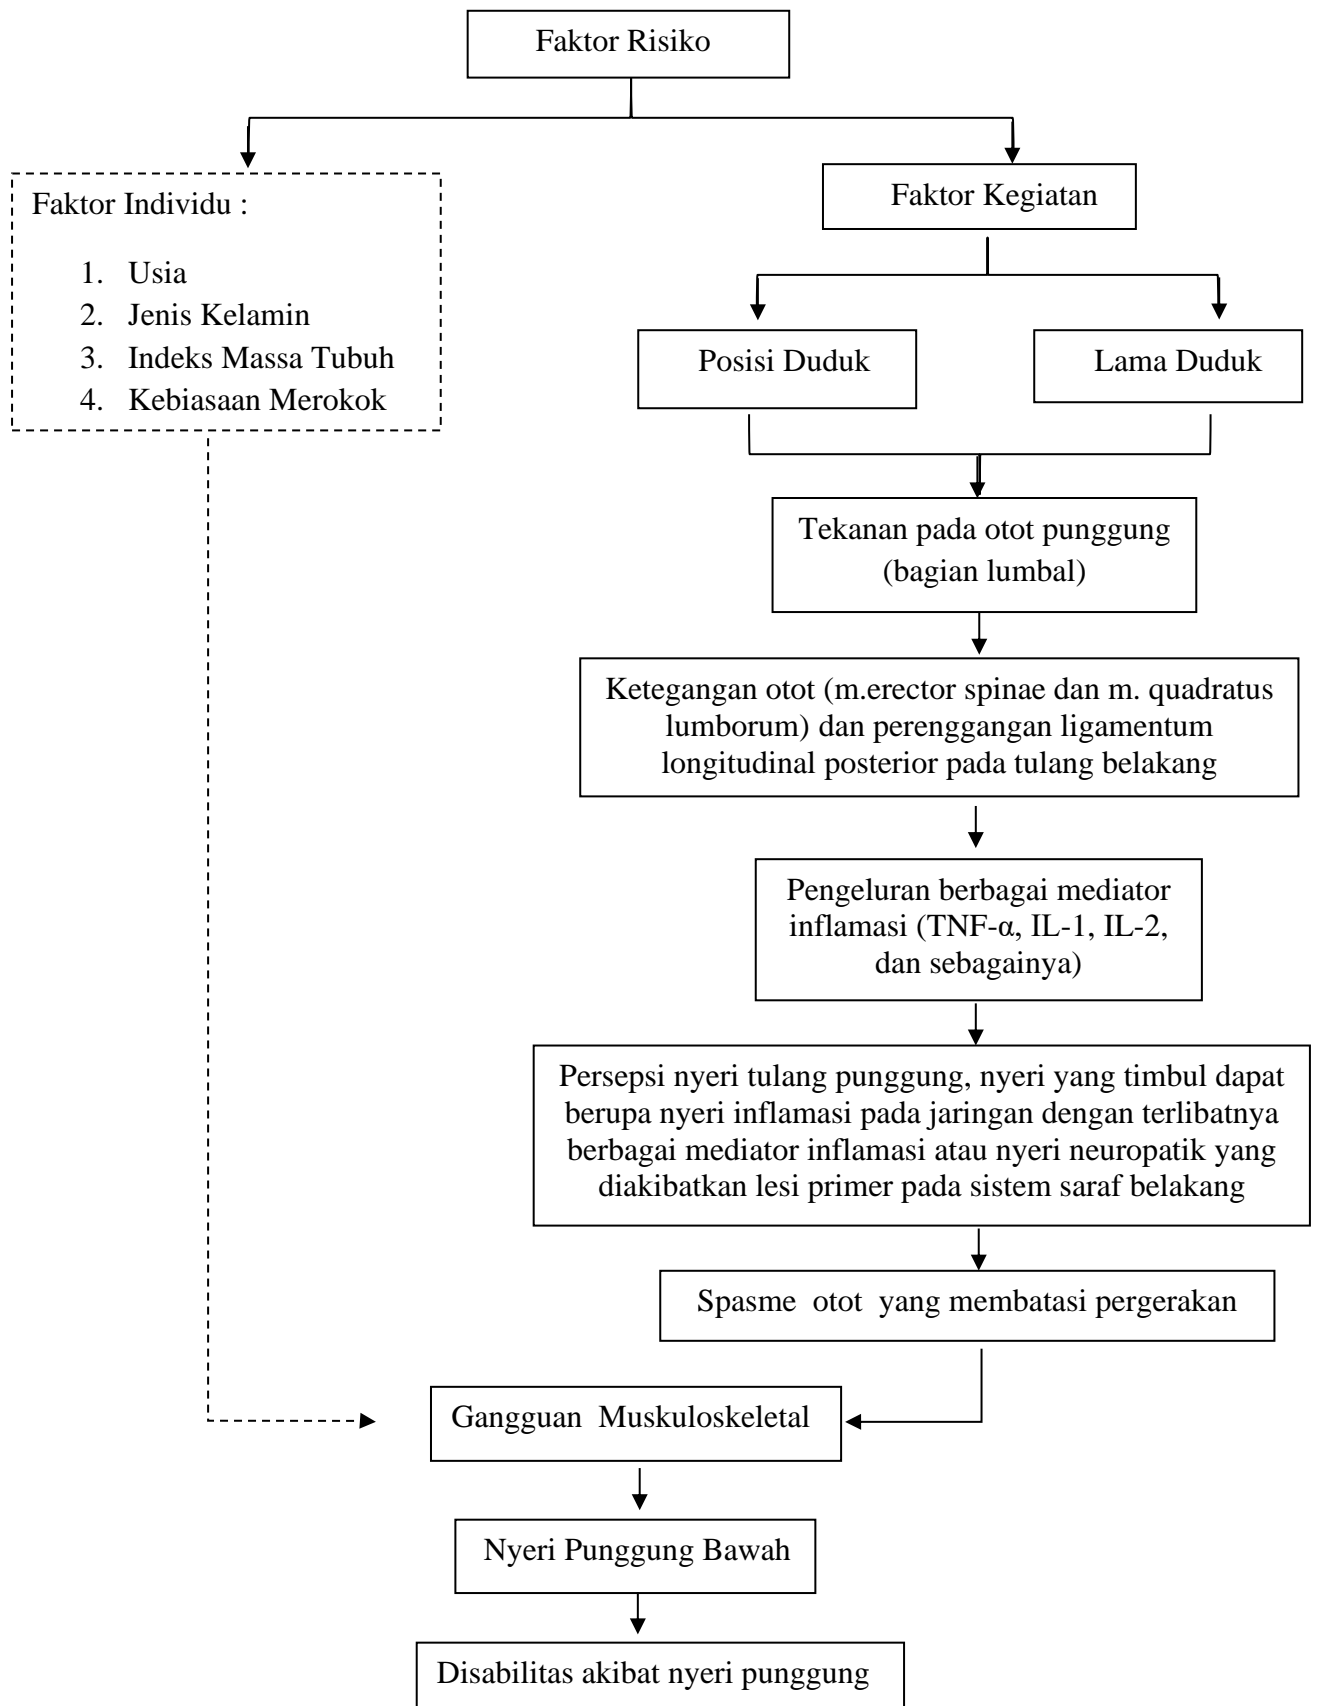 Faktor Risiko
Faktor Individu :
1. Usia
2. Jenis Kelamin
3. Indeks Massa Tubuh
4. Kebiasaan Merokok
Faktor Kegiatan
Posisi Duduk
Lama Duduk
Tekanan pada otot punggung
(bagian lumbal)
Ketegangan otot (m.erector spinae dan m. quadratus
lumborum) dan perenggangan ligamentum
longitudinal posterior pada tulang belakang
Pengeluran berbagai mediator
inflamasi (TNF-α, IL-1, IL-2,
dan sebagainya)
Persepsi nyeri tulang punggung, nyeri yang timbul dapat
berupa nyeri inflamasi pada jaringan dengan terlibatnya
berbagai mediator inflamasi atau nyeri neuropatik yang
diakibatkan lesi primer pada sistem saraf belakang
Spasme otot yang membatasi pergerakan
Gangguan Muskuloskeletal
Nyeri Punggung Bawah
Disabilitas akibat nyeri punggung